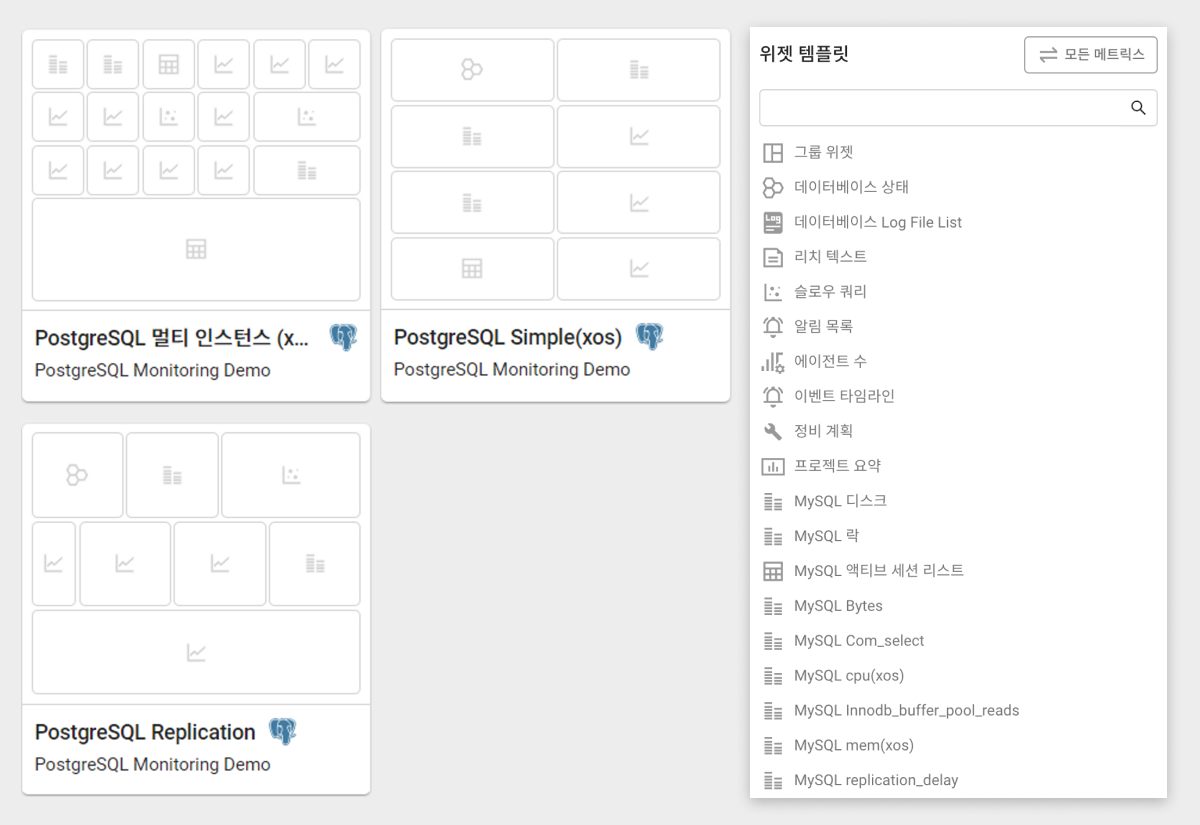 PostgreSQL 멀티 인스턴스 (x...
PostgreSQL Monitoring Demo
PostgreSQL Simple(xos)
PostgreSQL Monitoring Demo
PostgreSQL Replication
PostgreSQL Monitoring Demo
위젯 템플릿
모든 메트릭스
그룹 위젯
데이터베이스 상태
Log
데이터베이스 Log File List
리치 텍스트
슬로우 쿼리
알림 목록
에이전트 수
이벤트 타임라인
정비 계획
프로젝트 요약
MySQL 디스크
MySQL 락
MySQL 액티브 세션 리스트
MySQL Bytes
MySQL Com_select
MySQL cpu(xos)
MySQL Innodb_buffer_pool_reads
MySQL mem(xos)
MySQL replication_delay